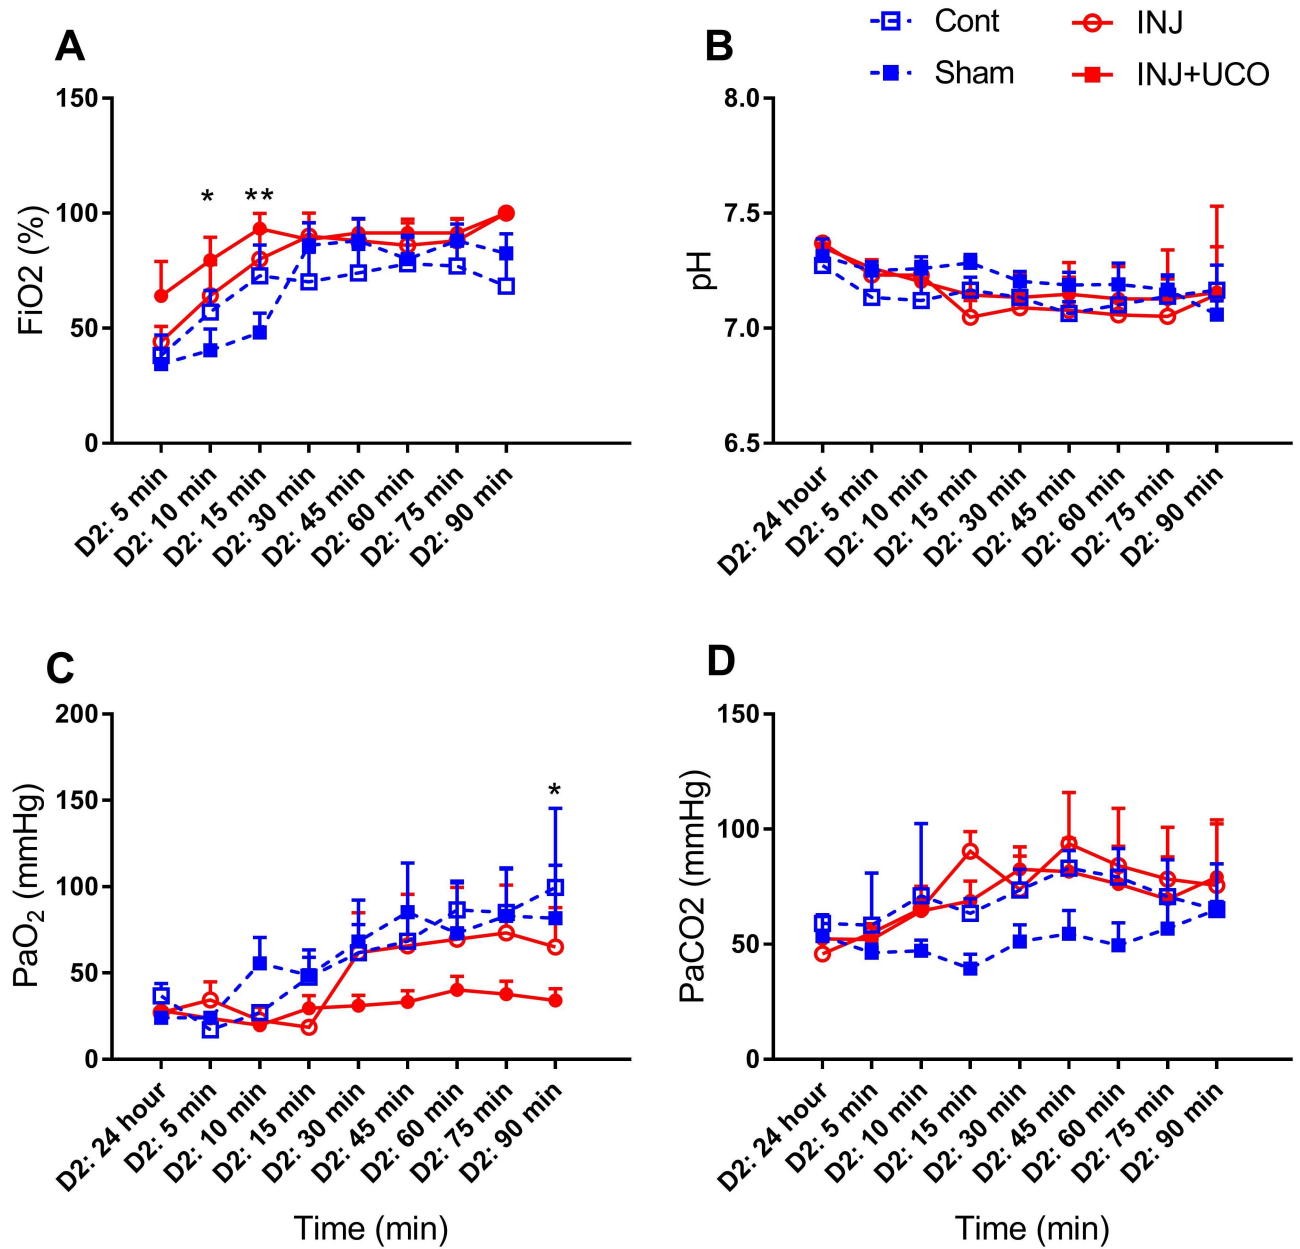 A
B
Cont
INJ
Sham
INJ+UCO
150
100
50
0
FiO2 (%)
*
**
D2: 5 min
D2: 10 min
D2: 15 min
D2: 30 min
D2: 45 min
D2: 60 min
D2: 75 min
D2: 90 min
8.0
7.5
7.0
6.5
pH
D2: 24 hour
D2: 5 min
D2: 10 min
D2: 15 min
D2: 30 min
D2: 45 min
D2: 60 min
D2: 75 min
D2: 90 min
C
200
150
100
50
0
PaO2 (mmHg)
*
D2: 24 hour
D2: 5 min
D2: 10 min
D2: 15 min
D2: 30 min
D2: 45 min
D2: 60 min
D2: 75 min
D2: 90 min
Time (min)
D
150
100
50
0
PaCO2 (mmHg)
D2: 24 hour
D2: 5 min
D2: 10 min
D2: 15 min
D2: 30 min
D2: 45 min
D2: 60 min
D2: 75 min
D2: 90 min
Time (min)